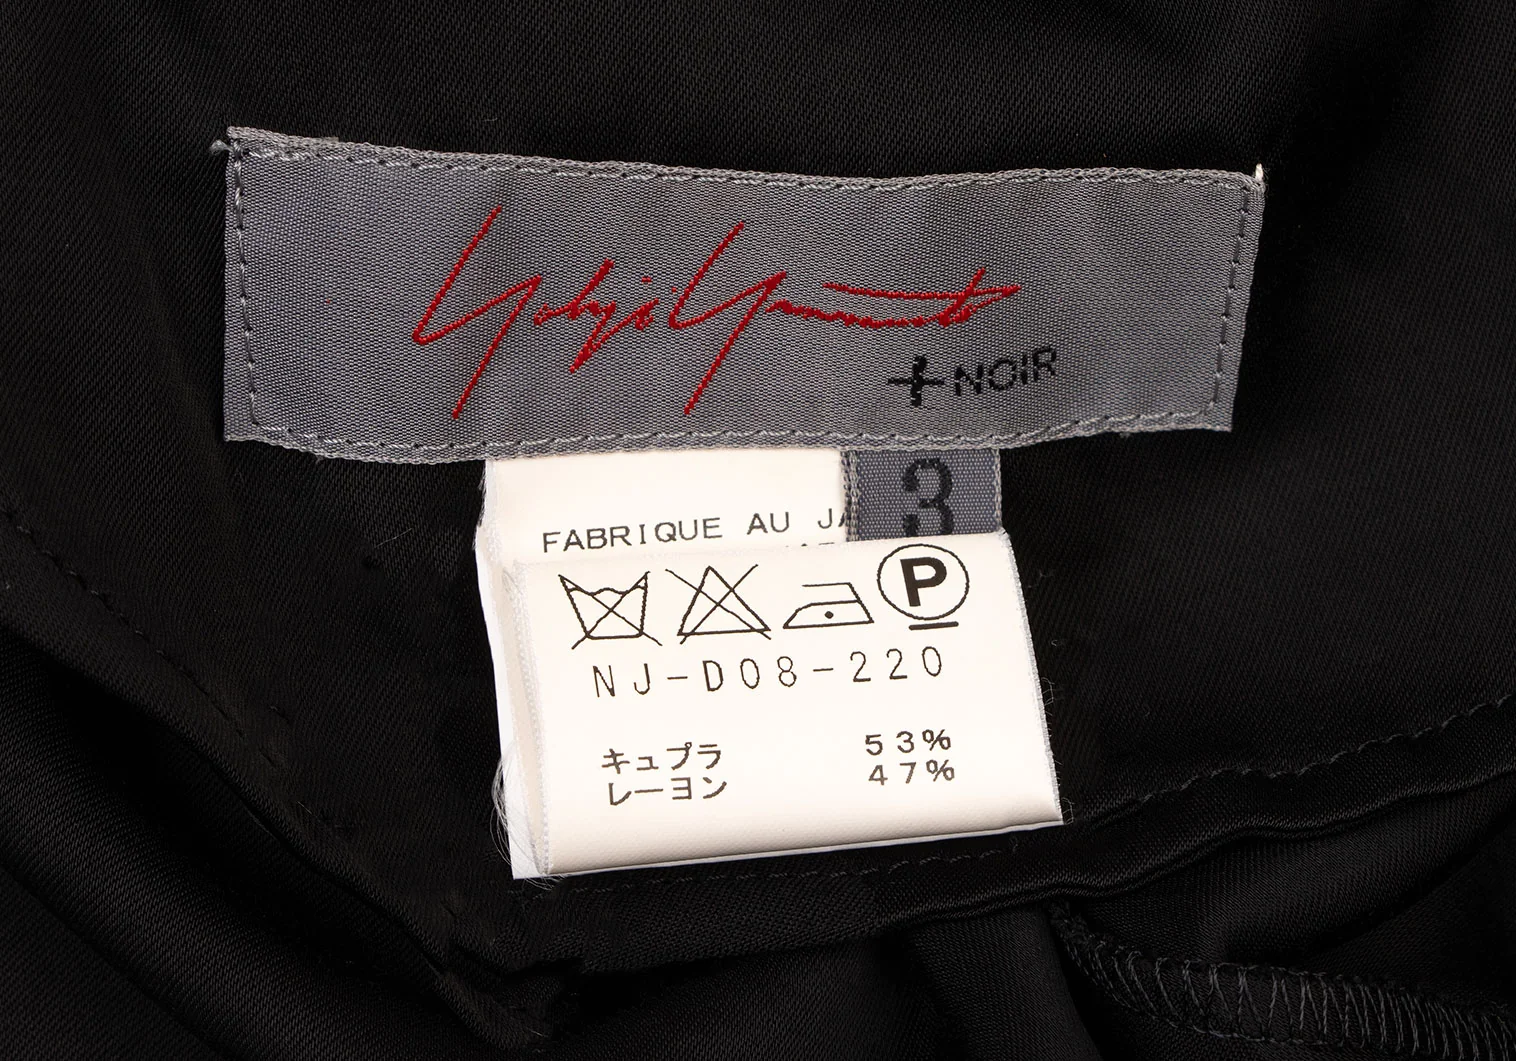 Yohji Yamamoto
+NOIR
3
FABRIQUE AU JA
P
NJ-D08-220
キュプラ 53%
レーヨン 47%